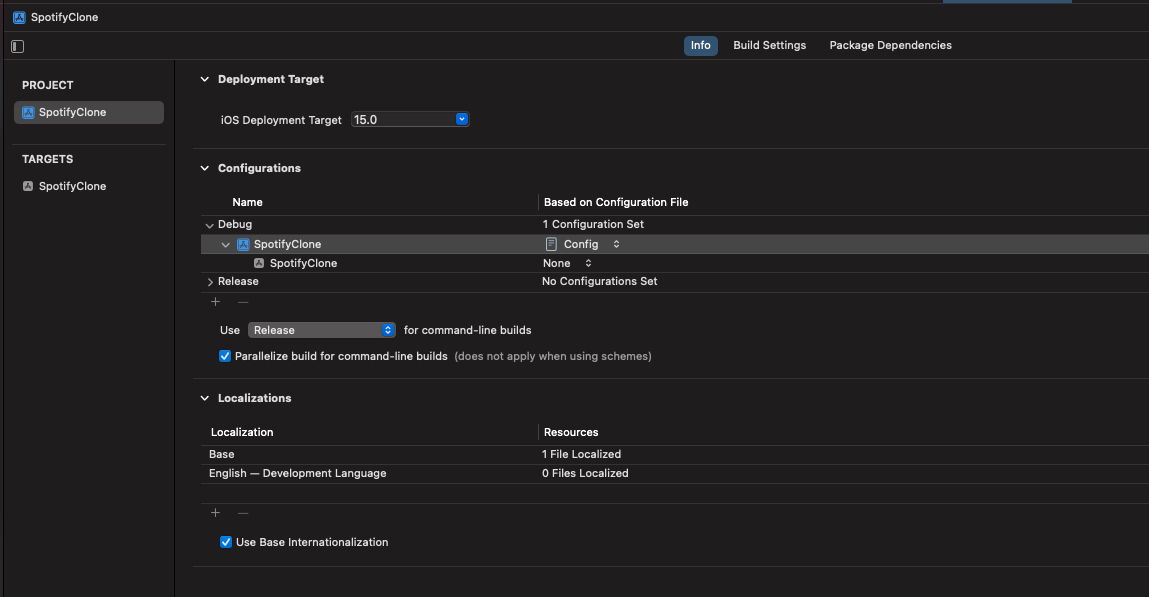 SpotifyClone
Info Build Settings Package Dependencies
PROJECT
SpotifyClone
TARGETS
SpotifyClone
Deployment Target
iOS Deployment Target 15.0
Configurations
Name Based on Configuration File
Debug 1 Configuration Set
SpotifyClone Config
SpotifyClone None
Release No Configurations Set
Use Release for command-line builds
Parallelize build for command-line builds (does not apply when using schemes)
Localizations
Localization Resources
Base 1 File Localized
English — Development Language 0 Files Localized
Use Base Internationalization